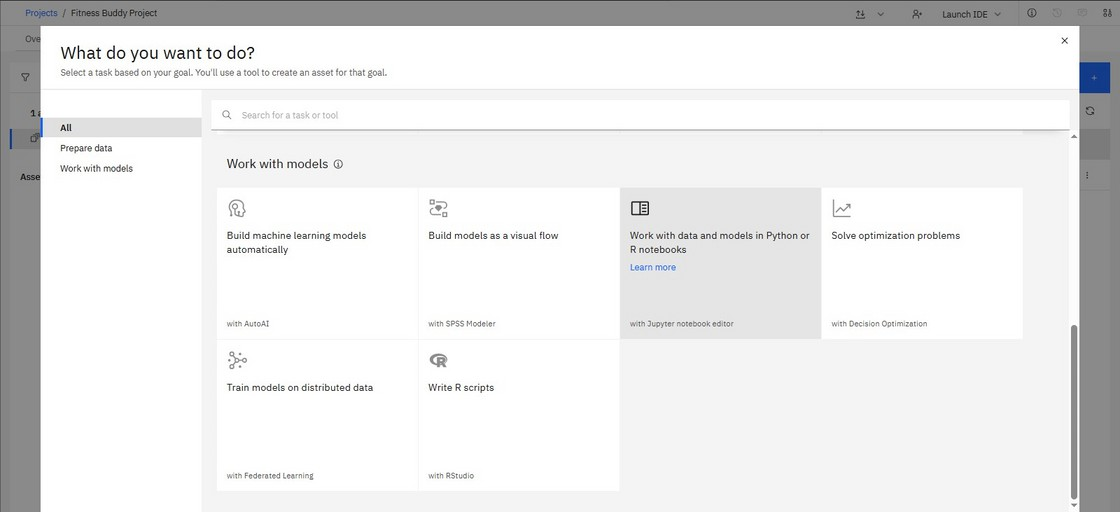 Projects / Fitness Buddy Project
Launch IDE
What do you want to do?
Select a task based on your goal. You'll use a tool to create an asset for that goal.
All
Prepare data
Work with models
Search for a task or tool
Work with models
Build machine learning models
automatically
with AutoAI
Build models as a visual flow
with SPSS Modeler
Work with data and models in Python or
R notebooks
Learn more
with Jupyter notebook editor
Solve optimization problems
with Decision Optimization
Train models on distributed data
with Federated Learning
Write R scripts
with RStudio